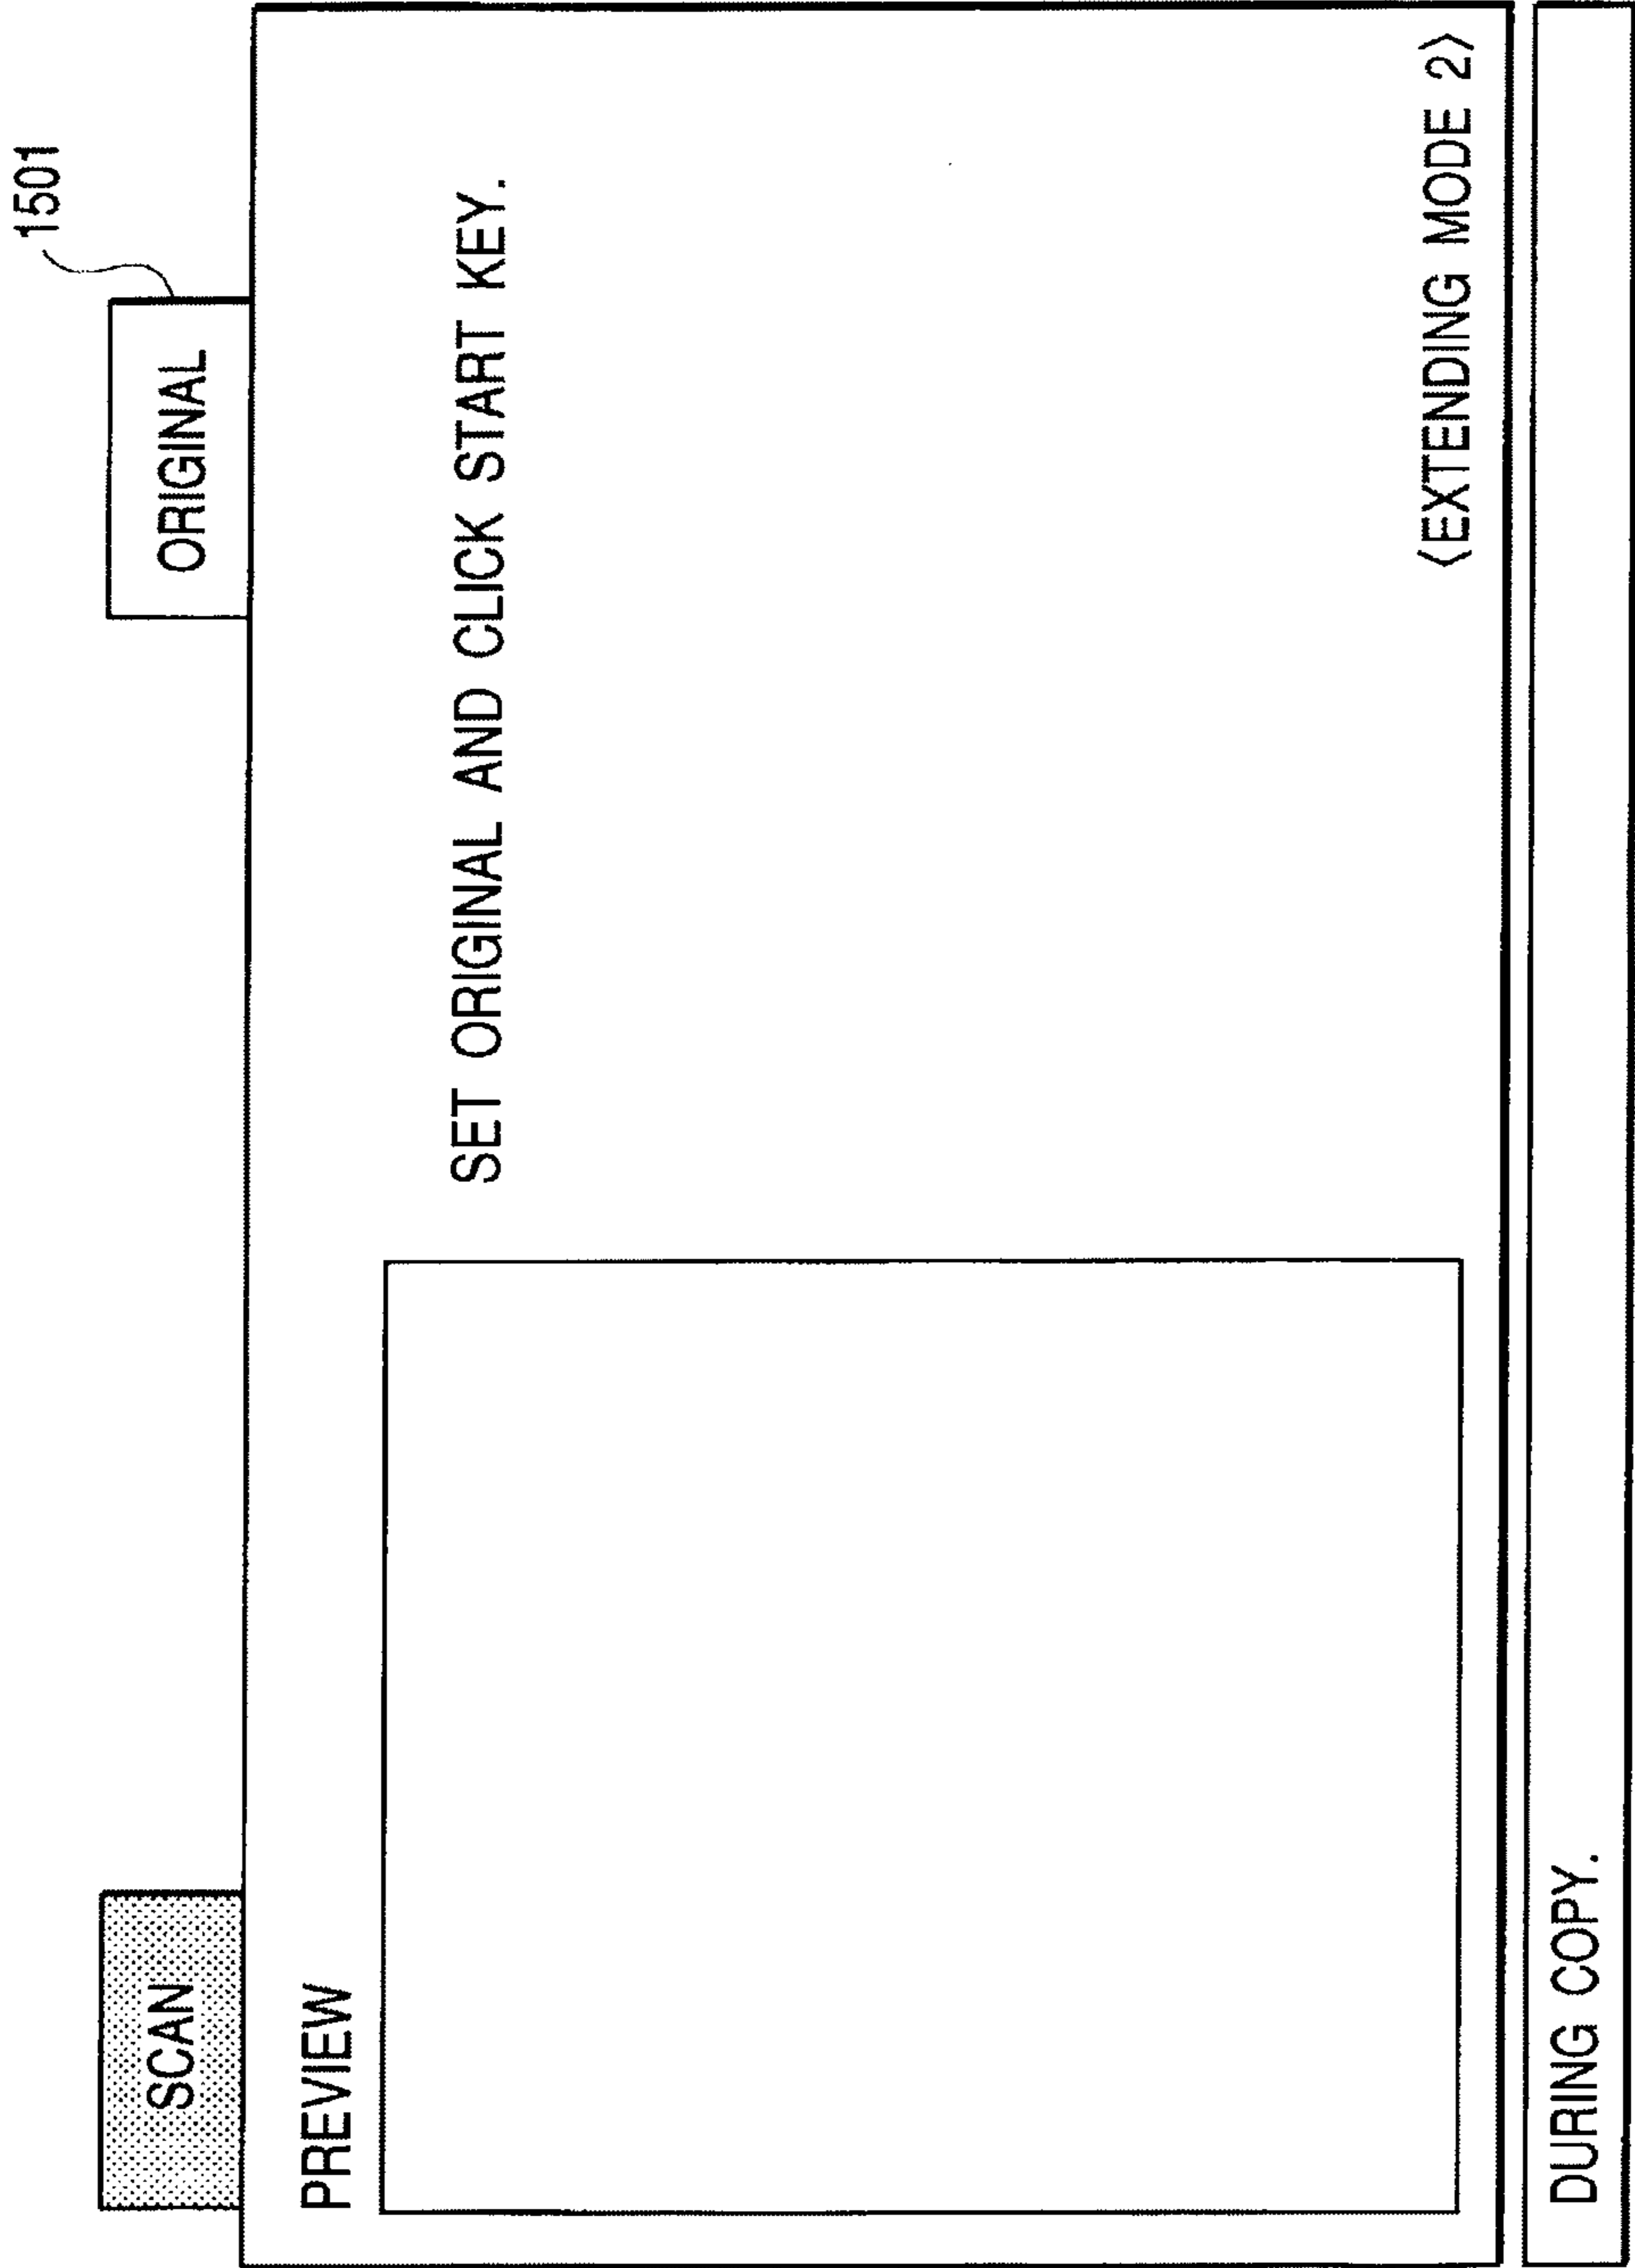 1501
SCAN
ORIGINAL
PREVIEW
SET ORIGINAL AND CLICK START KEY.
〈EXTENDING MODE 2〉
DURING COPY.